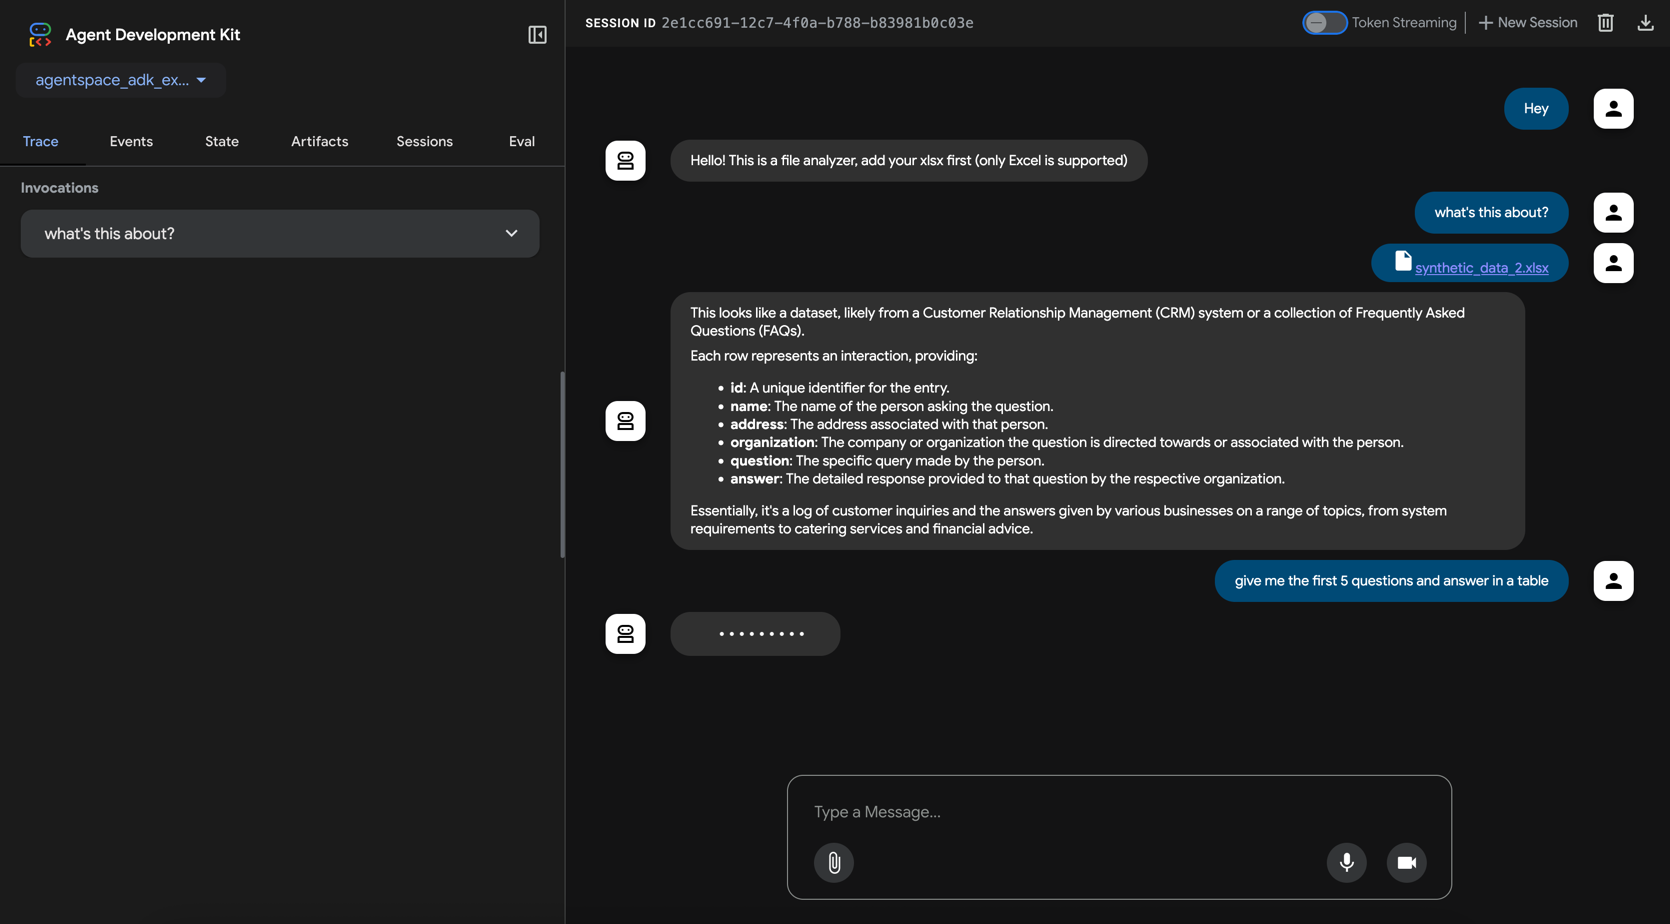 Agent Development Kit
agentspace_adk_ex...
Trace
Events
State
Artifacts
Sessions
Eval
Invocations
what's this about?
SESSION ID 2e1cc691-12c7-4f0a-b788-b83981b0c03e
Token Streaming
New Session
Hey
Hello! This is a file analyzer, add your xlsx first (only Excel is supported)
what's this about?
synthetic_data_2.xlsx
This looks like a dataset, likely from a Customer Relationship Management (CRM) system or a collection of Frequently Asked
Questions (FAQs).
Each row represents an interaction, providing:
• id: A unique identifier for the entry.
• name: The name of the person asking the question.
• address: The address associated with that person.
• organization: The company or organization the question is directed towards or associated with the person.
• question: The specific query made by the person.
• answer: The detailed response provided to that question by the respective organization.
Essentially, it's a log of customer inquiries and the answers given by various businesses on a range of topics, from system
requirements to catering services and financial advice.
give me the first 5 questions and answer in a table
Type a Message...